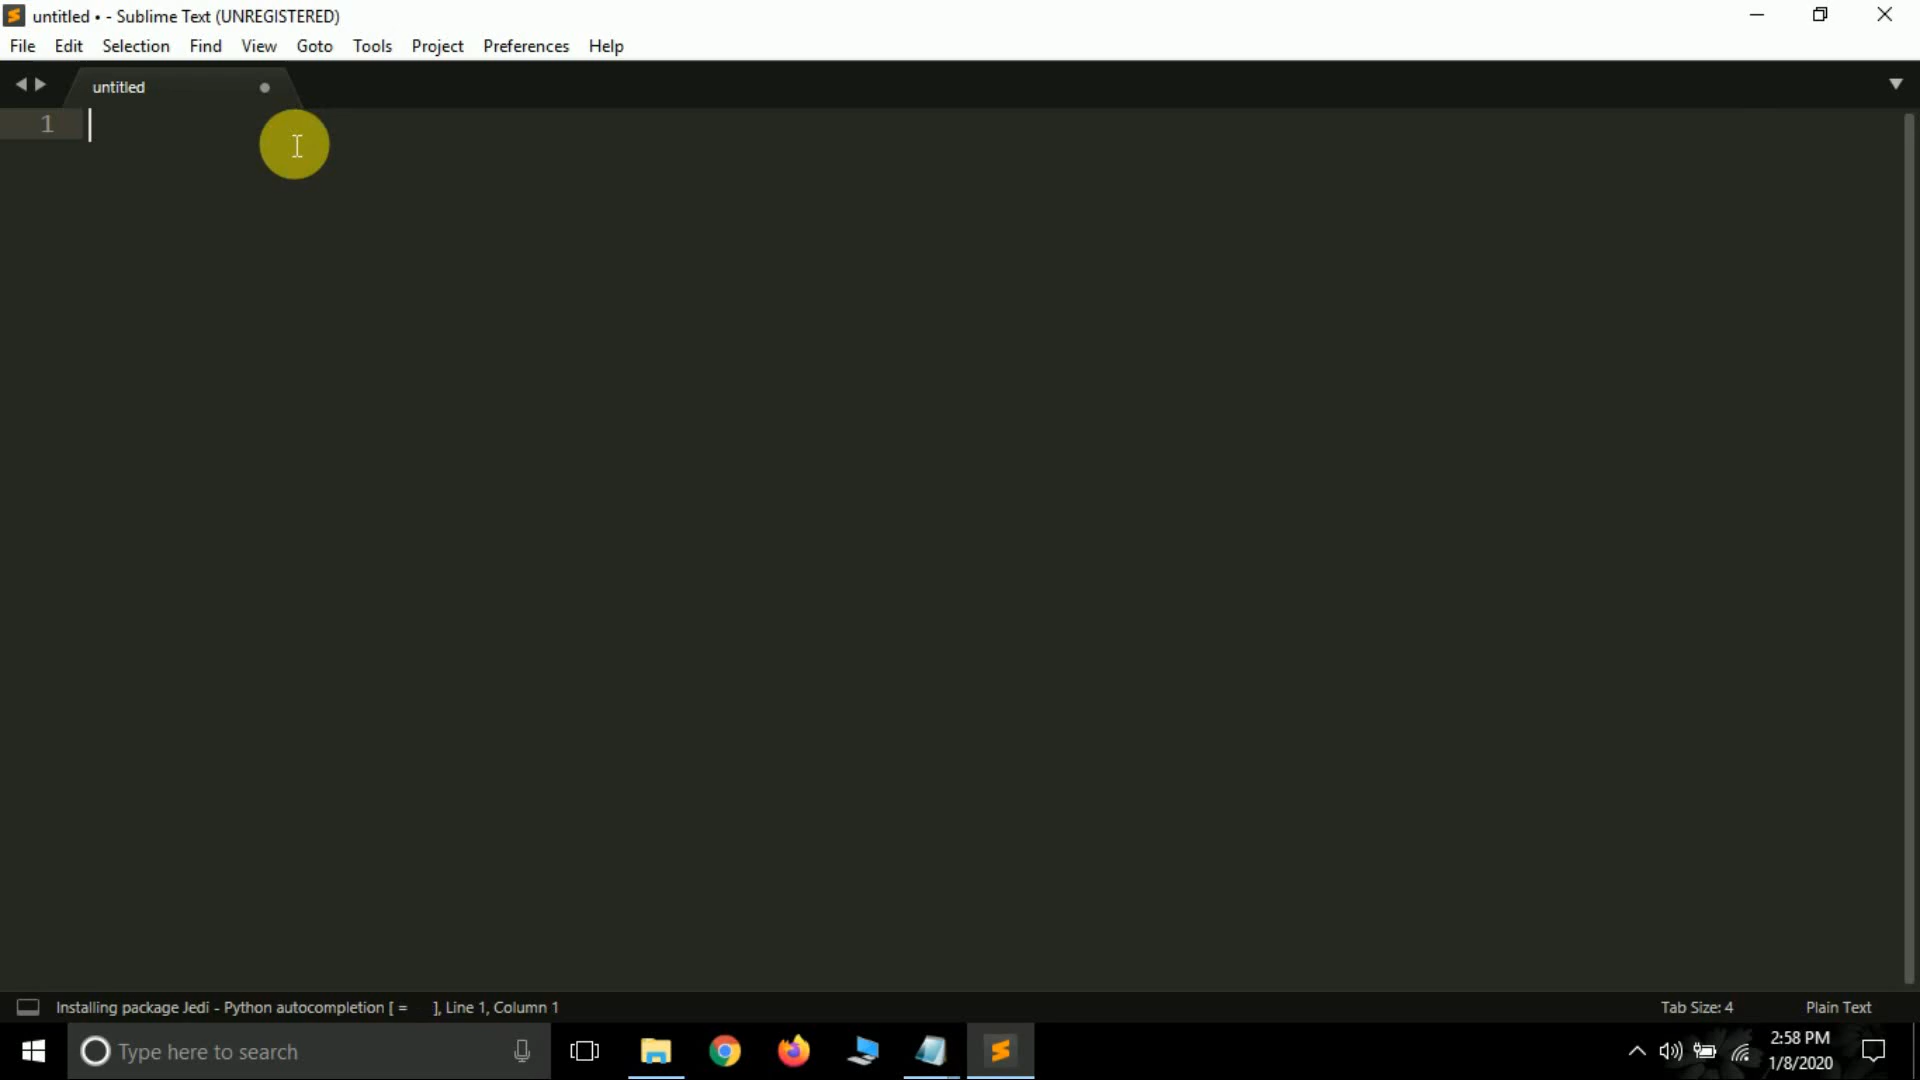 untitled • - Sublime Text (UNREGISTERED)
File Edit Selection Find View Goto Tools Project Preferences Help
untitled
1
Installing package Jedi - Python autocompletion [ = ], Line 1, Column 1
Tab Size: 4
Plain Text
Type here to search
2:58 PM
1/8/2020